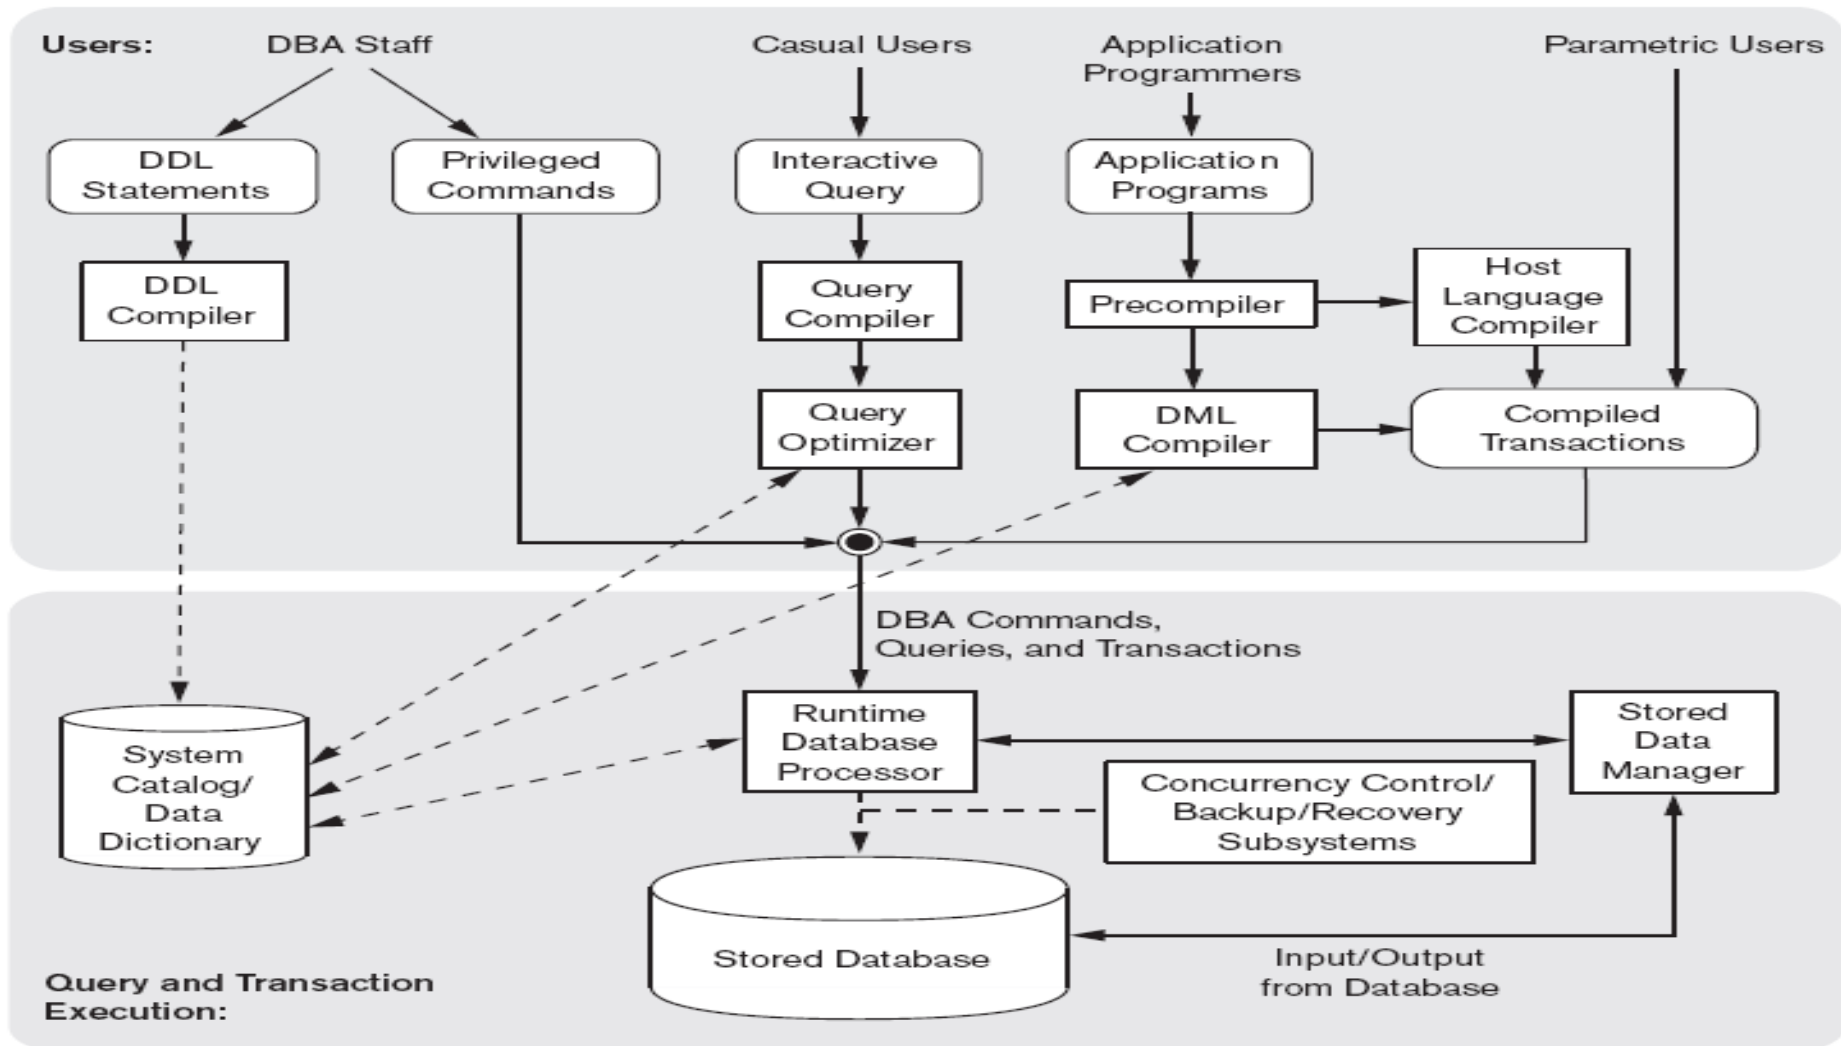 Users:
DBA Staff
Casual Users
Application
Programmers
Parametric Users
DDL
Statements
Privileged
Commands
Interactive
Query
Application
Programs
DDL
Compiler
Query
Compiler
Precompiler
Host
Language
Compiler
Query
Optimizer
DML
Compiler
Compiled
Transactions
DBA Commands,
Queries, and Transactions
System
Catalog/
Data
Dictionary
Runtime
Database
Processor
Stored
Data
Manager
Concurrency Control/
Backup/Recovery
Subsystems
Stored Database
Input/Output
from Database
Query and Transaction
Execution: